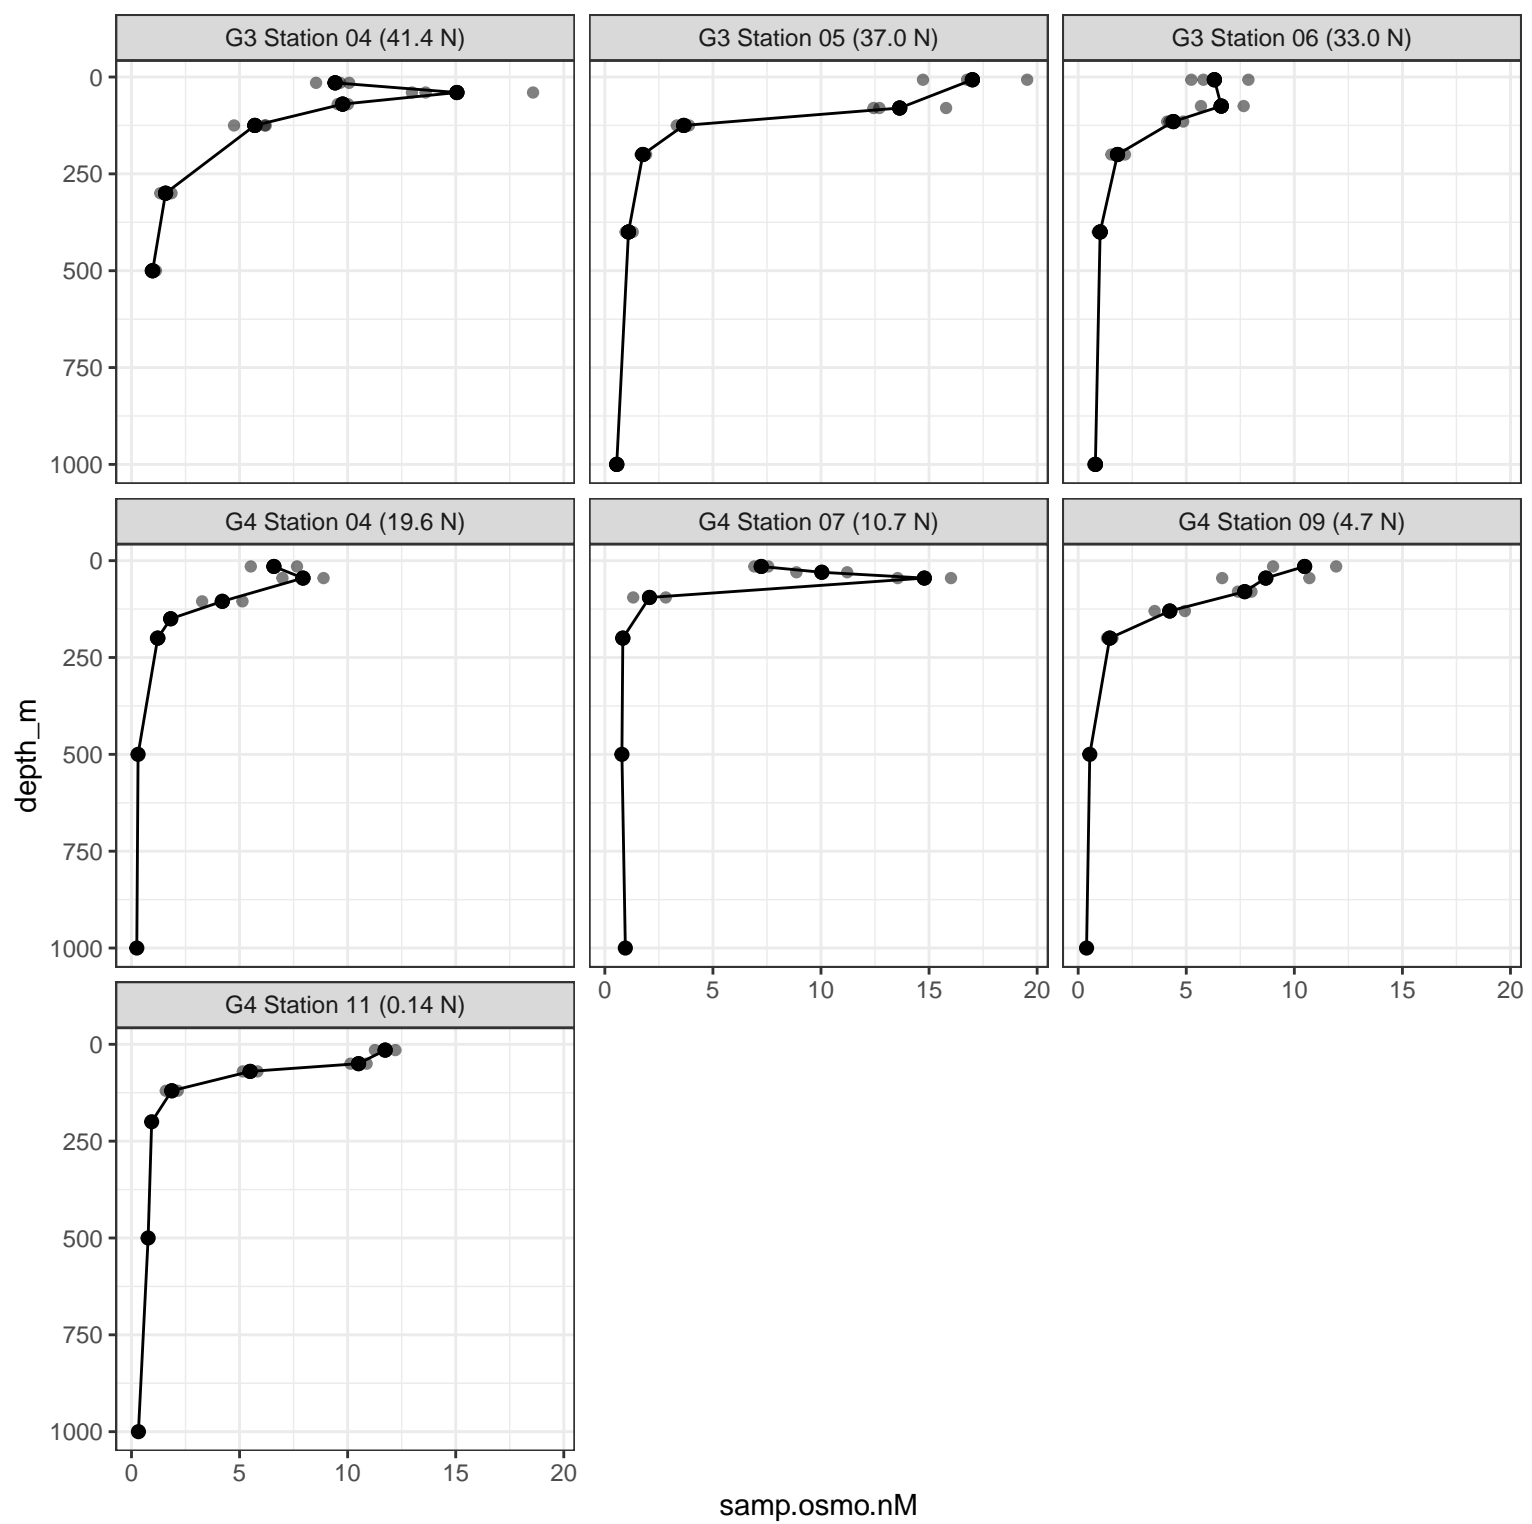 G3 Station 04 (41.4 N)
G3 Station 05 (37.0 N)
G3 Station 06 (33.0 N)
0
250
500
750
1000
G4 Station 04 (19.6 N)
G4 Station 07 (10.7 N)
G4 Station 09 (4.7 N)
0
250
500
750
1000
0 5 10 15 20
0 5 10 15 20
G4 Station 11 (0.14 N)
0
250
500
750
1000
0 5 10 15 20
depth_m
samp.osmo.nM